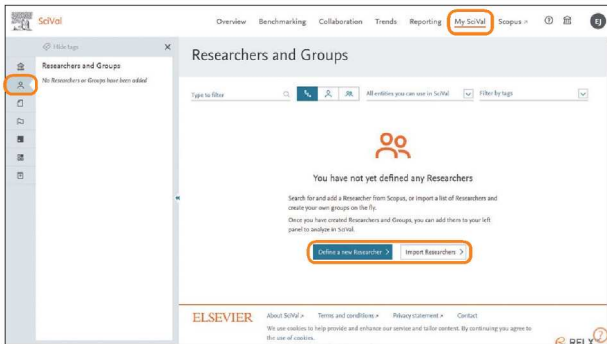 SciVal
Overview Benchmarking Collaboration Trends Reporting My SciVal Scopus
EJ
Hide tags
Researchers and Groups
No Researchers or Groups have been added
Researchers and Groups
Type to filter
All entities you can use in SciVal
Filter by tags
You have not yet defined any Researchers
Search for and add a Researcher from Scopus, or import a list of Researchers and
create your own groups on the fly.
Once you have created Researchers and Groups, you can add them to your left
panel to analyze in SciVal.
Define a new Researcher
Import Researchers
ELSEVIER
About SciVal Terms and conditions Privacy statement Contact
We use cookies to help provide and enhance our service and tailor content. By continuing you agree to
the use of cookies.
RELX